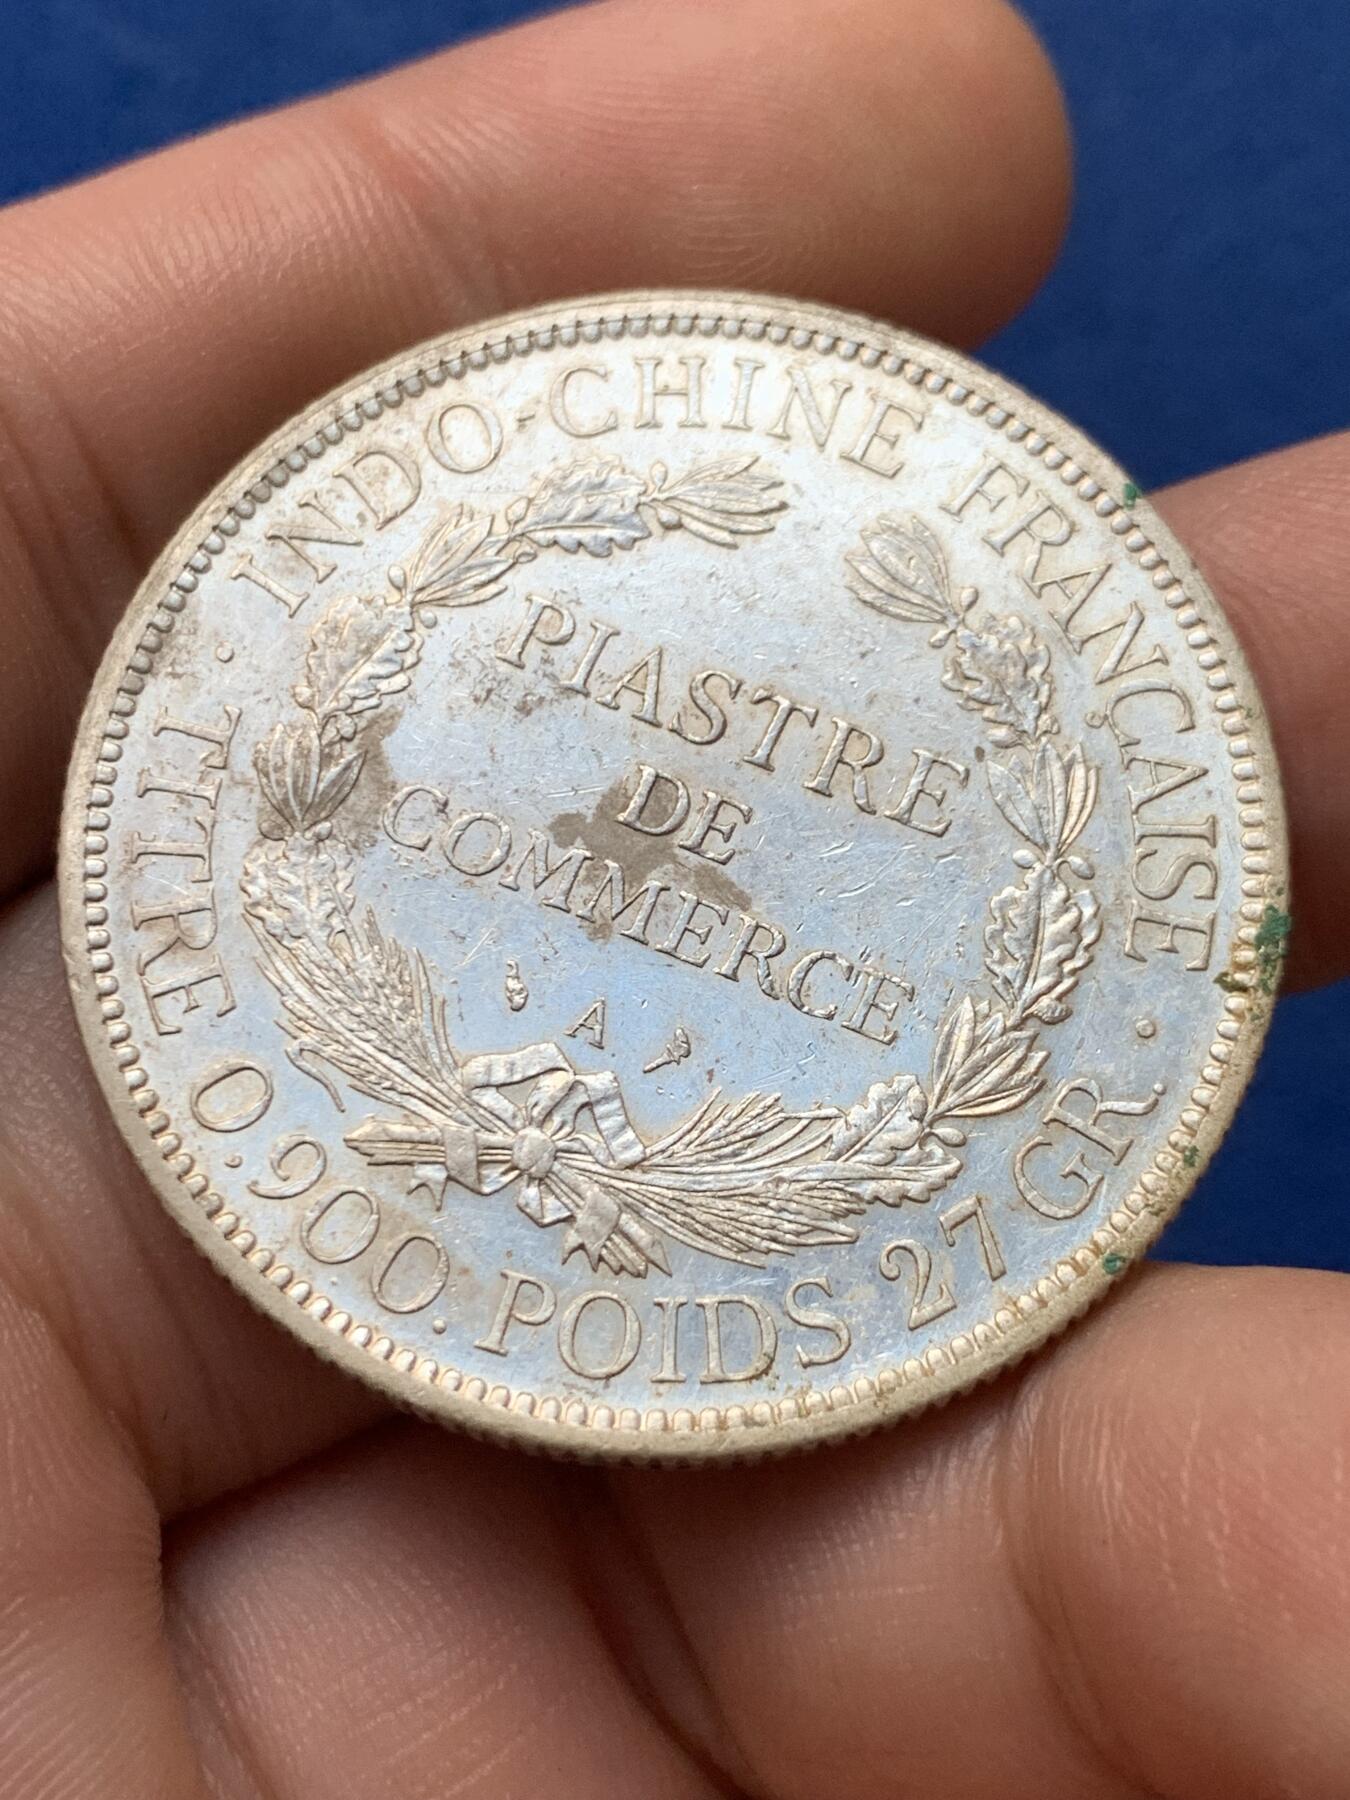 INDO-CHINE FRANÇAISE
PIASTRE
DE
COMMERCE
A
· TITRE 0,900. POIDS 27 GR. ·